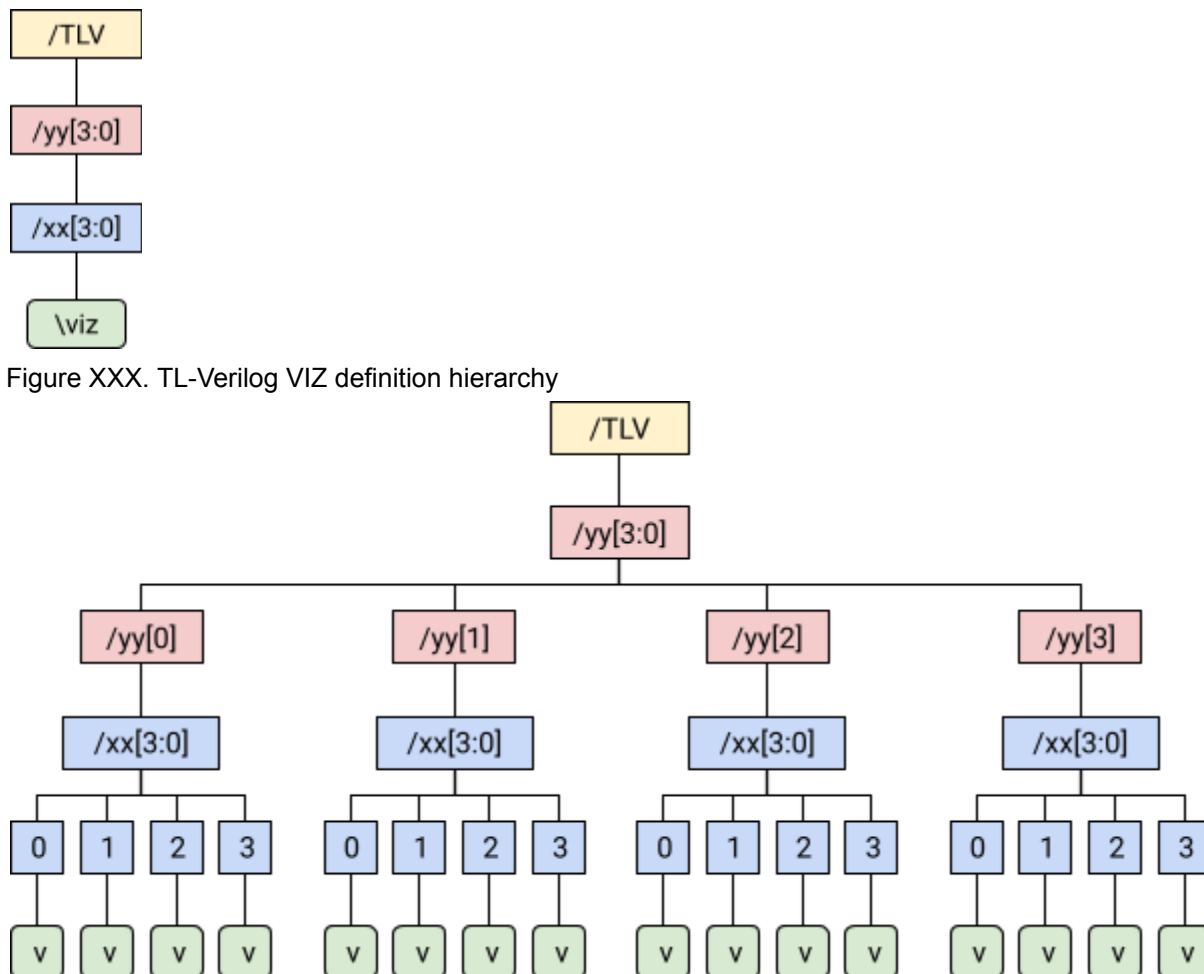 /TLV
/yy[3:0]
/xx[3:0]
\viz
Figure XXX. TL-Verilog VIZ definition hierarchy
/TLV
/yy[3:0]
/yy[0] /yy[1] /yy[2] /yy[3]
/xx[3:0] /xx[3:0] /xx[3:0] /xx[3:0]
0 1 2 3 0 1 2 3 0 1 2 3 0 1 2 3
v v v v v v v v v v v v v v v v